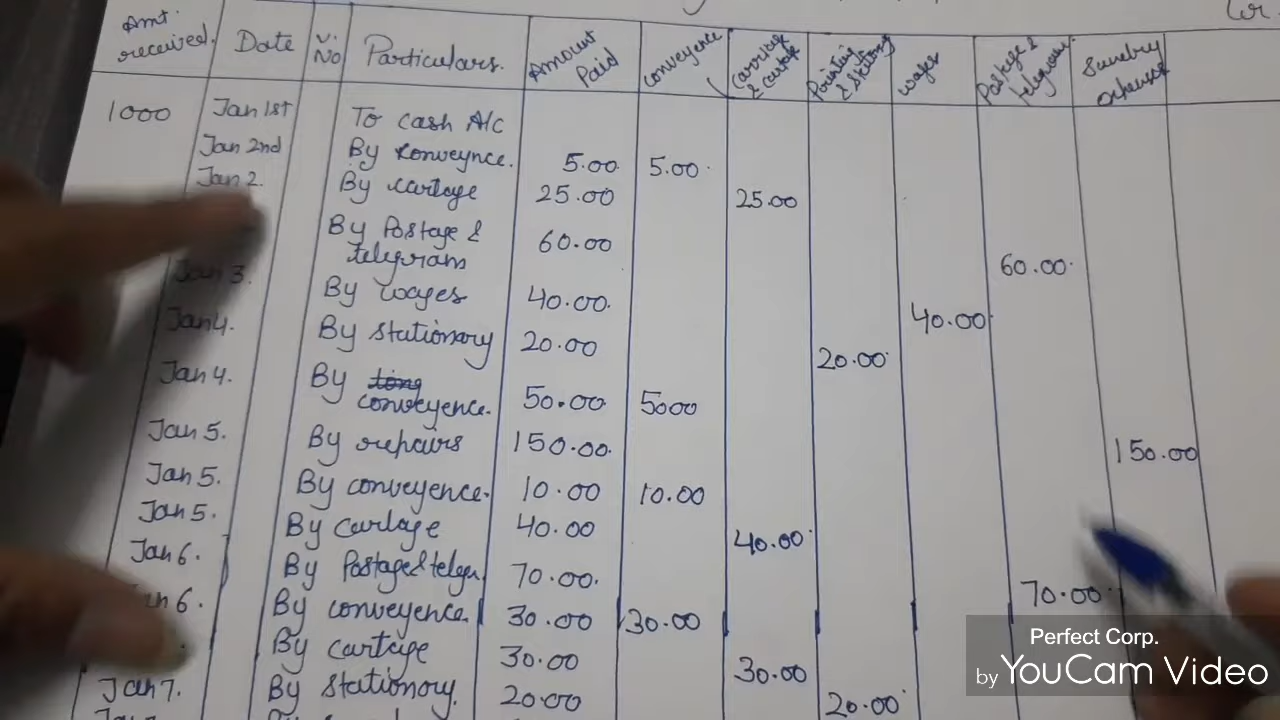 Amt. received. Date V. No Particulars. Amount Paid conveyence Carriage & Cartage Printing & Stationy wages Postage & telegram. Sundry expenses
Cr.
1000 Jan 1st To cash A/c
Jan 2nd By conveynce. 5.00 5.00
Jan 2. By cartage 25.00 25.00
By Postage & telegram 60.00 60.00
Jan 3. By wages 40.00 40.00
Jan 4. By stationary 20.00 20.00
Jan 4. By conveyence. 50.00 5000
Jan 5. By repairs 150.00 150.00
Jan 5. By conveyence. 10.00 10.00
Jan 5. By cartage 40.00 40.00
Jan 6. By Postage & telegr. 70.00 70.00
Jan 6. By conveyence. 30.00 30.00
By cartage 30.00 30.00
Jan 7. By stationory. 20.00 20.00
By
Perfect Corp.
by YouCam Video